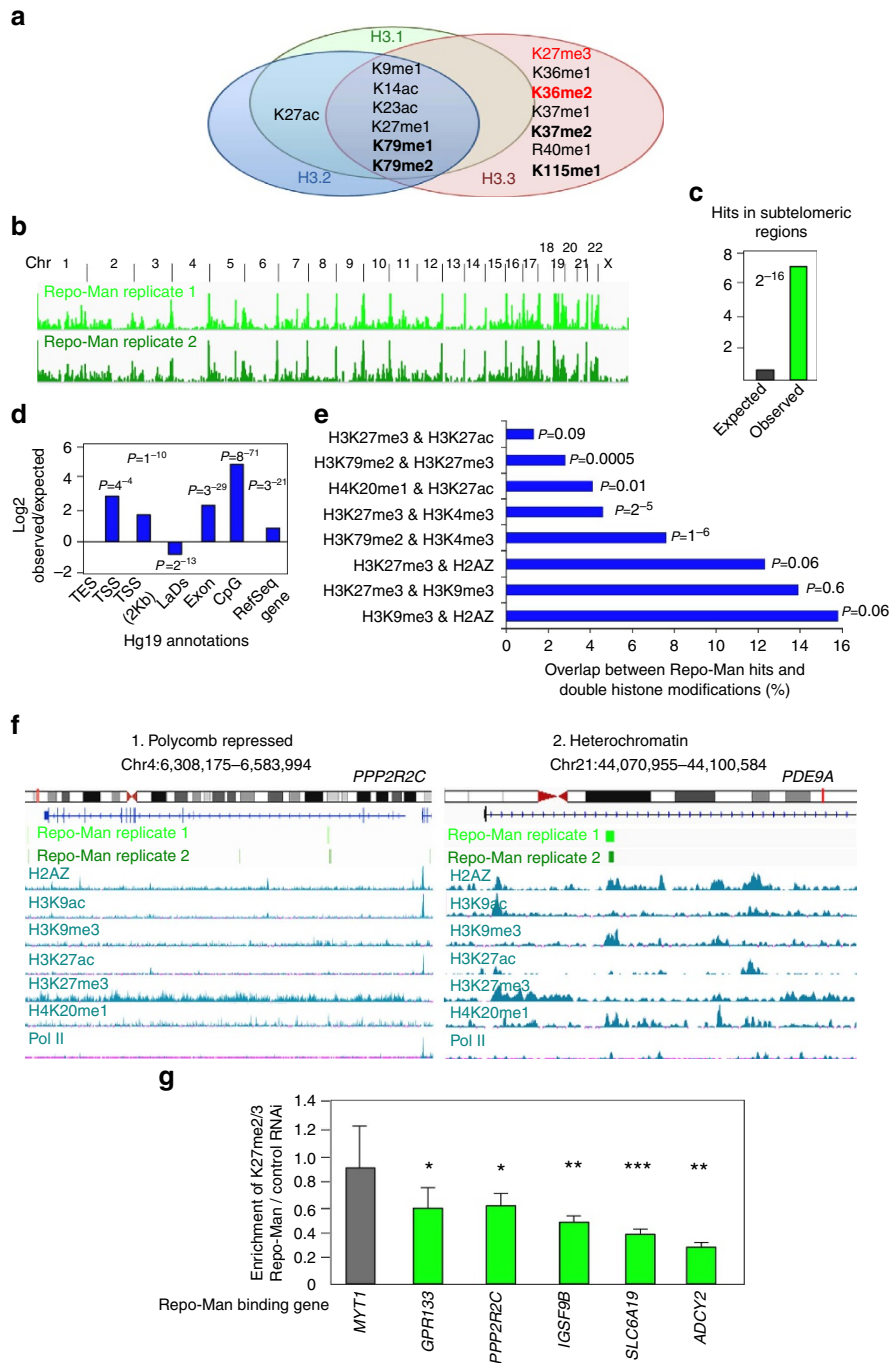 a
H3.1
K27ac
H3.2
K9me1
K14ac
K23ac
K27me1
K79me1
K79me2
K27me3
K36me1
K36me2
K37me1
K37me2
R40me1
K115me1
H3.3
b
Chr 1 2 3 4 5 6 7 8 9 10 11 12 13 14 15 16 17 18 19 20 21 22 X
Repo-Man replicate 1
Repo-Man replicate 2
c
Hits in subtelomeric
regions
8
6
4
2
2–16
Expected
Observed
d
Log2
observed/expected
6
4
2
0
–2
P=4–4
P=1–10
P=2–13
P=3–29
P=8–71
P=3–21
TES
TSS
TSS
(2Kb)
LaDs
Exon
CpG
RefSeq
gene
Hg19 annotations
e
H3K27me3 & H3K27ac P=0.09
H3K79me2 & H3K27me3 P=0.0005
H4K20me1 & H3K27ac P=0.01
H3K27me3 & H3K4me3 P=2–5
H3K79me2 & H3K4me3 P=1–6
H3K27me3 & H2AZ P=0.06
H3K27me3 & H3K9me3 P=0.6
H3K9me3 & H2AZ P=0.06
0 2 4 6 8 10 12 14 16
Overlap between Repo-Man hits and
double histone modifications (%)
f
1. Polycomb repressed
Chr4:6,308,175–6,583,994
PPP2R2C
Repo-Man replicate 1
Repo-Man replicate 2
H2AZ
H3K9ac
H3K9me3
H3K27ac
H3K27me3
H4K20me1
Pol II
2. Heterochromatin
Chr21:44,070,955–44,100,584
PDE9A
Repo-Man replicate 1
Repo-Man replicate 2
H2AZ
H3K9ac
H3K9me3
H3K27ac
H3K27me3
H4K20me1
Pol II
g
Enrichment of K27me2/3
Repo-Man / control RNAi
1.4
1.2
1.0
0.8
0.6
0.4
0.2
0
* * ** *** **
Repo-Man binding gene
MYT1
GPR133
PPP2R2C
IGSF9B
SLC6A19
ADCY2